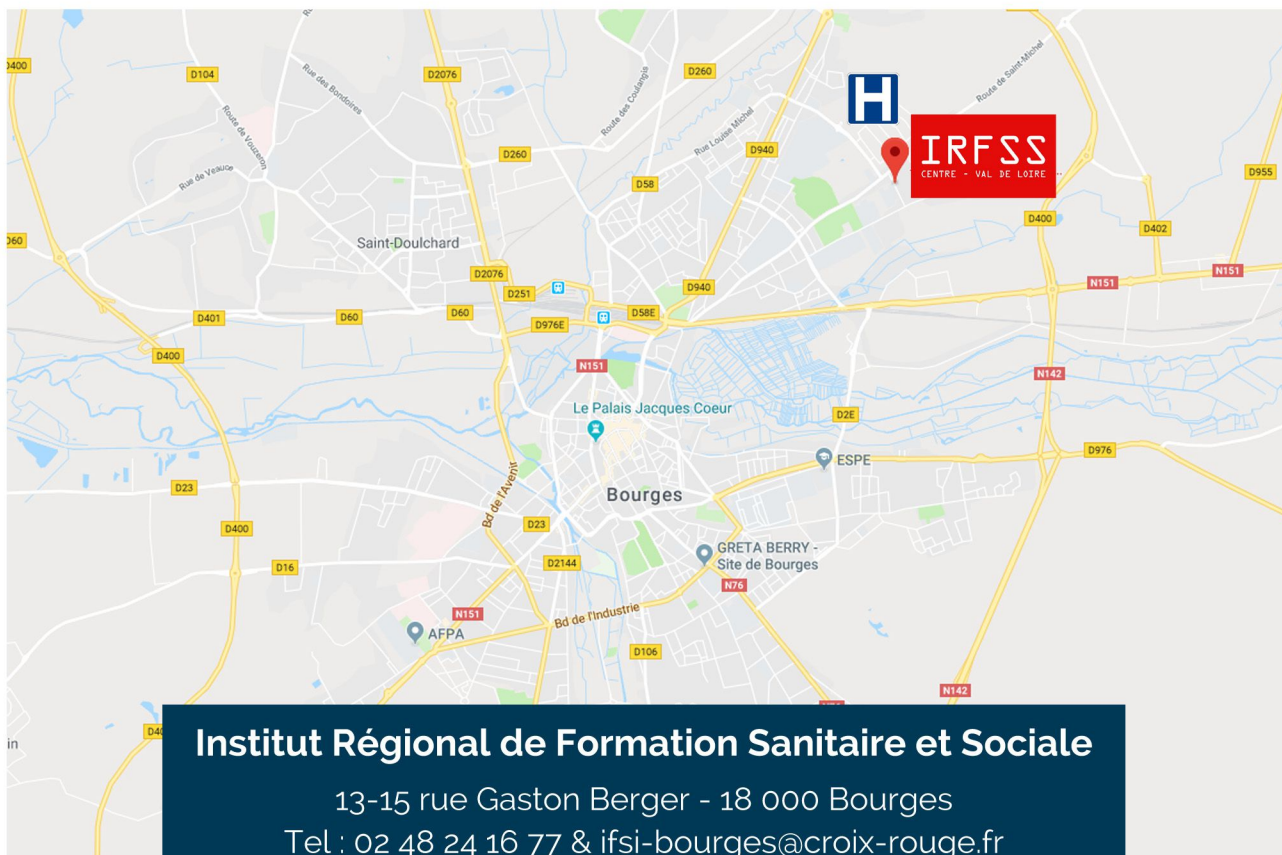 D400
D104
D2076
D260
Rue des Bondoires
Route de Vouzeron
Route des Coulangis
Rue Louise Michel
Route de Saint-Michel
H
IRFSS
CENTRE - VAL DE LOIRE
D260
D940
D58
Rue de Veauce
D955
D400
D402
D60
Saint-Doulchard
D2076
D251
D940
N151
N151
D401
D60
D60
D976E
D58E
D400
N151
N142
Le Palais Jacques Coeur
D2E
D976
ESPE
D23
Bd de l'Avenir
Bourges
D400
D23
GRETA BERRY -
Site de Bourges
D16
D2144
N76
N151
Bd de l'Industrie
AFPA
D106
N142
in
Institut Régional de Formation Sanitaire et Sociale
13-15 rue Gaston Berger - 18 000 Bourges
Tel : 02 48 24 16 77 & ifsi-bourges@croix-rouge.fr